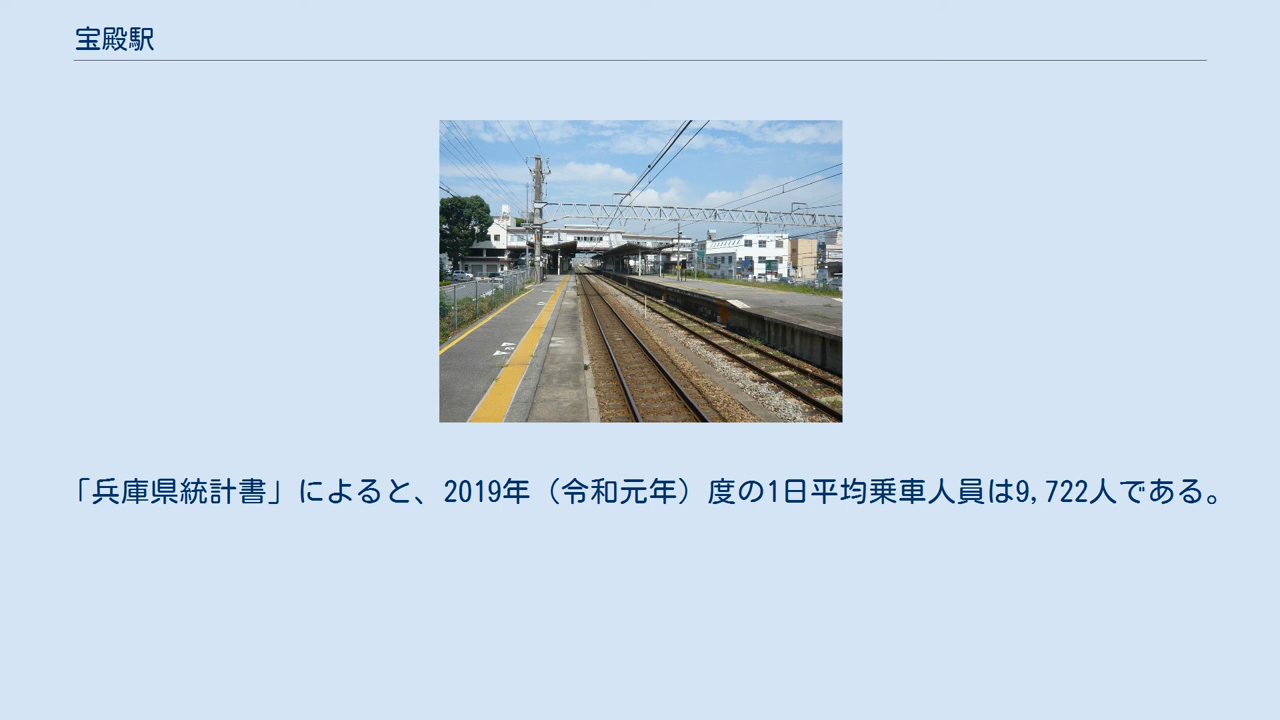 宝殿駅
「兵庫県統計書」によると、2019年（令和元年）度の1日平均乗車人員は9,722人である。